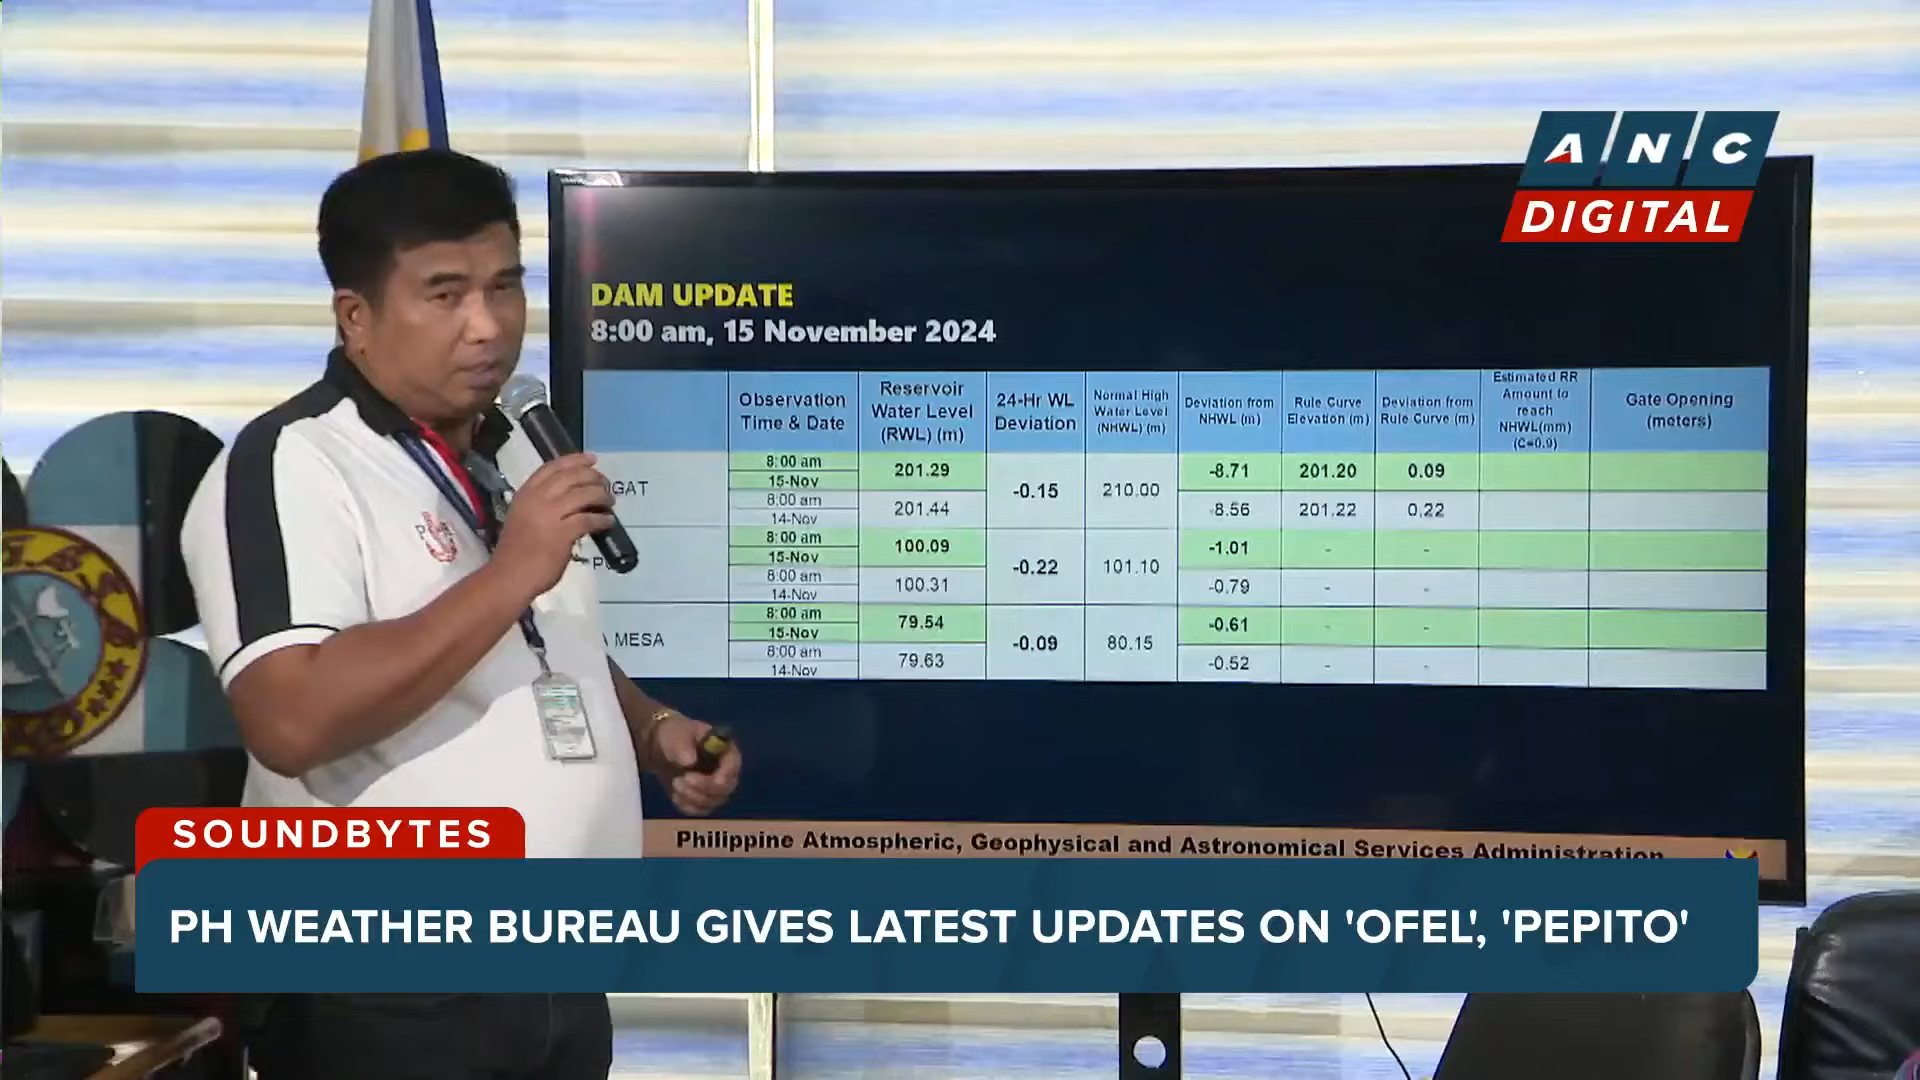 ANC
DIGITAL
DAM UPDATE
8:00 am, 15 November 2024
Observation Time & Date
Reservoir Water Level (RWL) (m)
24-Hr WL Deviation
Normal High Water Level (NHWL) (m)
Deviation from NHWL (m)
Rule Curve Elevation (m)
Deviation from Rule Curve (m)
Estimated RR Amount to reach NHWL(mm) (C=0.9)
Gate Opening (meters)
GAT
8:00 am
15-Nov
201.29
-0.15
210.00
-8.71
201.20
0.09
8:00 am
14-Nov
201.44
-8.56
201.22
0.22
8:00 am
15-Nov
100.09
-0.22
101.10
-1.01
-
-
8:00 am
14-Nov
100.31
-0.79
-
-
MESA
8:00 am
15-Nov
79.54
-0.09
80.15
-0.61
-
-
8:00 am
14-Nov
79.63
-0.52
-
-
Philippine Atmospheric, Geophysical and Astronomical Services Administration
SOUNDBYTES
PH WEATHER BUREAU GIVES LATEST UPDATES ON 'OFEL', 'PEPITO'